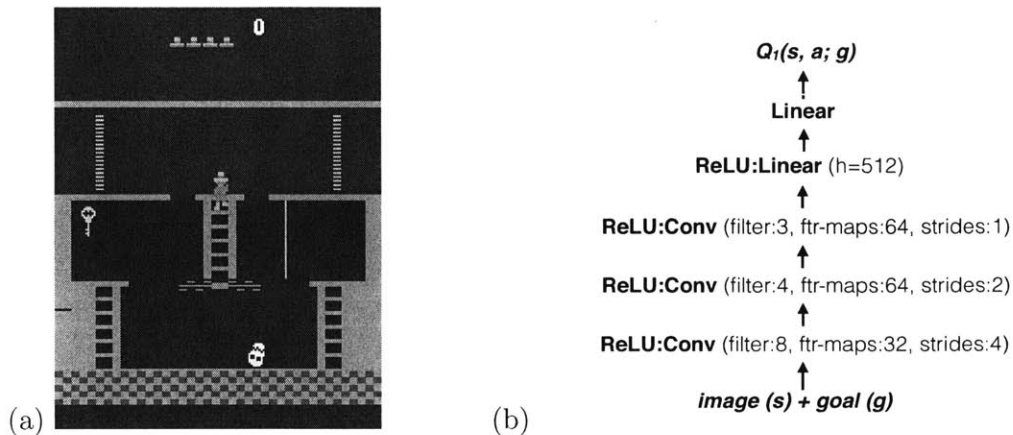 0
(a)
Q₁(s, a; g)
Linear
ReLU:Linear (h=512)
ReLU:Conv (filter:3, ftr-maps:64, strides:1)
ReLU:Conv (filter:4, ftr-maps:64, strides:2)
ReLU:Conv (filter:8, ftr-maps:32, strides:4)
image (s) + goal (g)
(b)